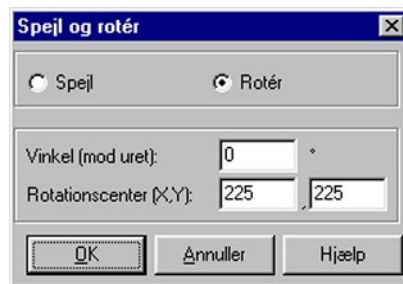 Spejl og rotér
Spejl Rotér
Vinkel (mod uret): 0 °
Rotationscenter (X,Y): 225 , 225
OK Annuller Hjælp